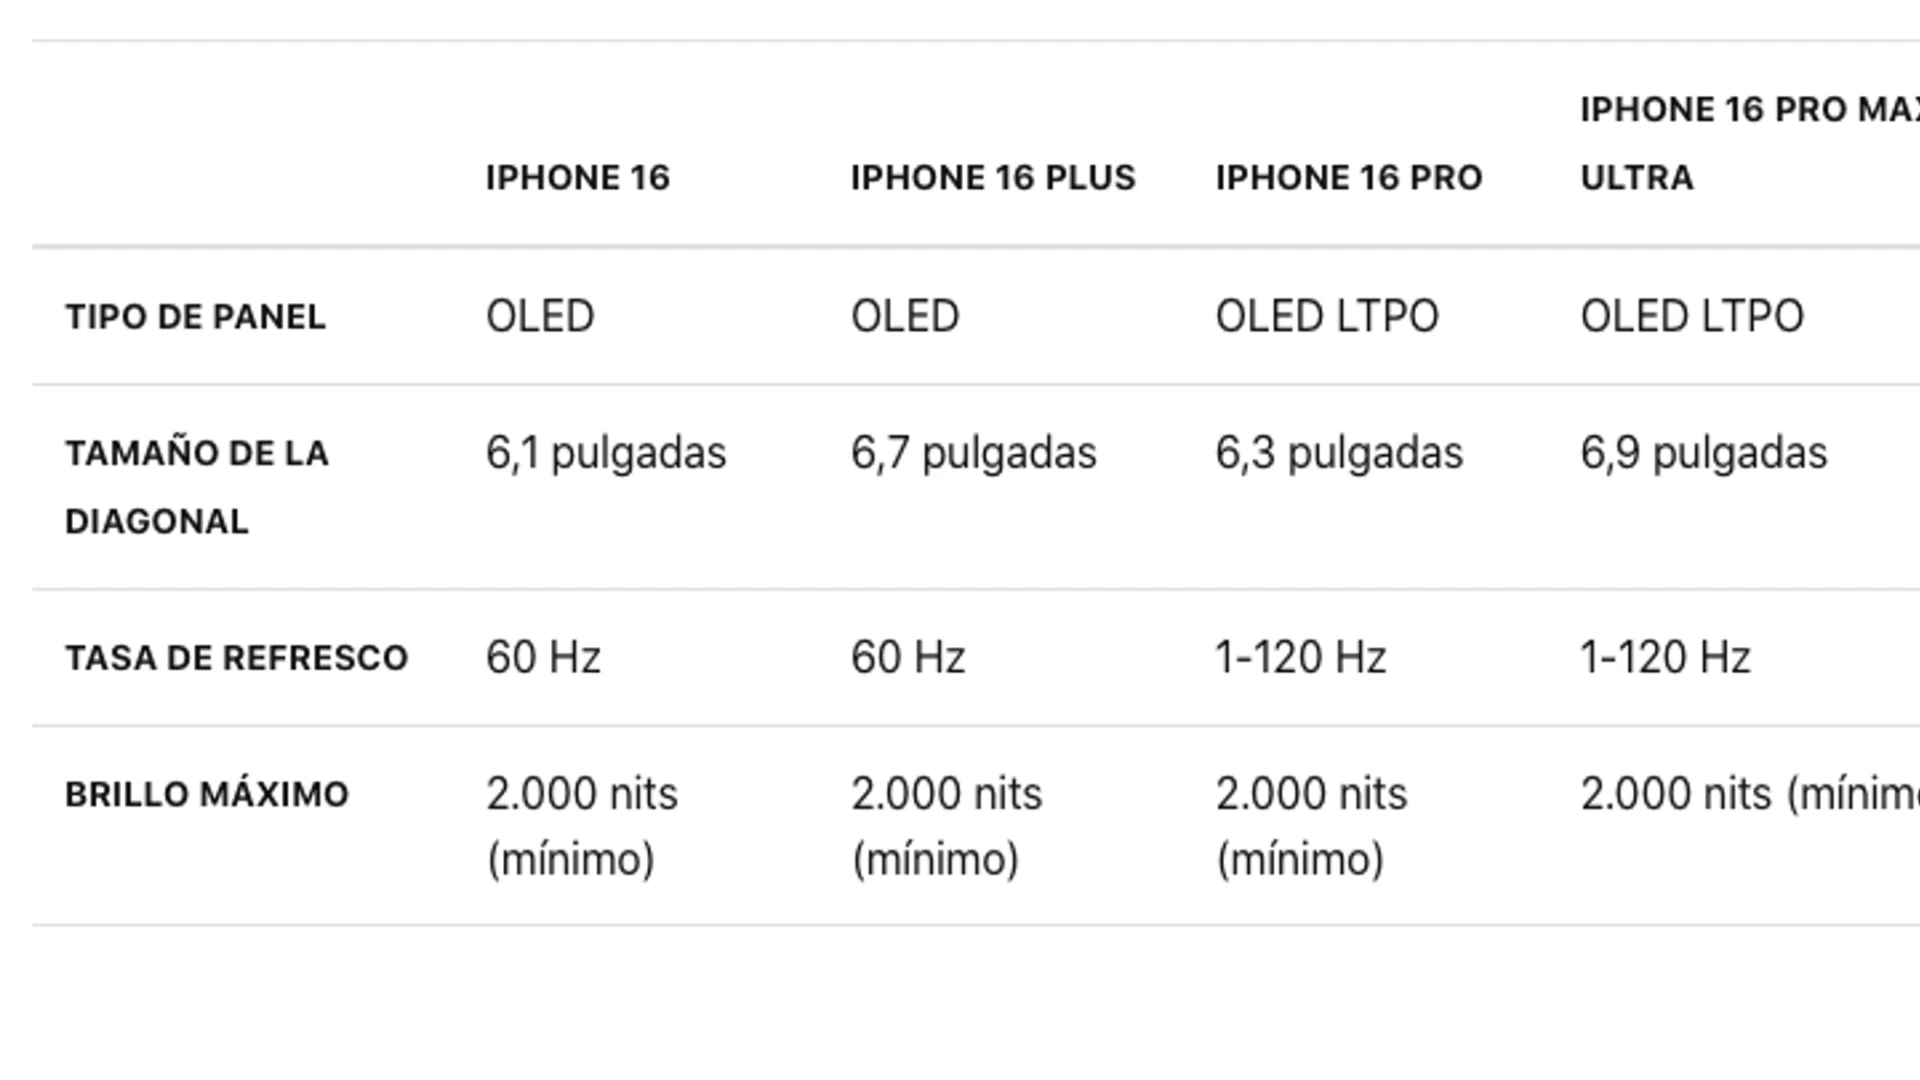 IPHONE 16 PRO MAX
IPHONE 16 IPHONE 16 PLUS IPHONE 16 PRO ULTRA
TIPO DE PANEL OLED OLED OLED LTPO OLED LTPO
TAMAÑO DE LA 6,1 pulgadas 6,7 pulgadas 6,3 pulgadas 6,9 pulgadas
DIAGONAL
TASA DE REFRESCO 60 Hz 60 Hz 1-120 Hz 1-120 Hz
BRILLO MÁXIMO 2.000 nits 2.000 nits 2.000 nits 2.000 nits (mínimo
(mínimo) (mínimo) (mínimo)